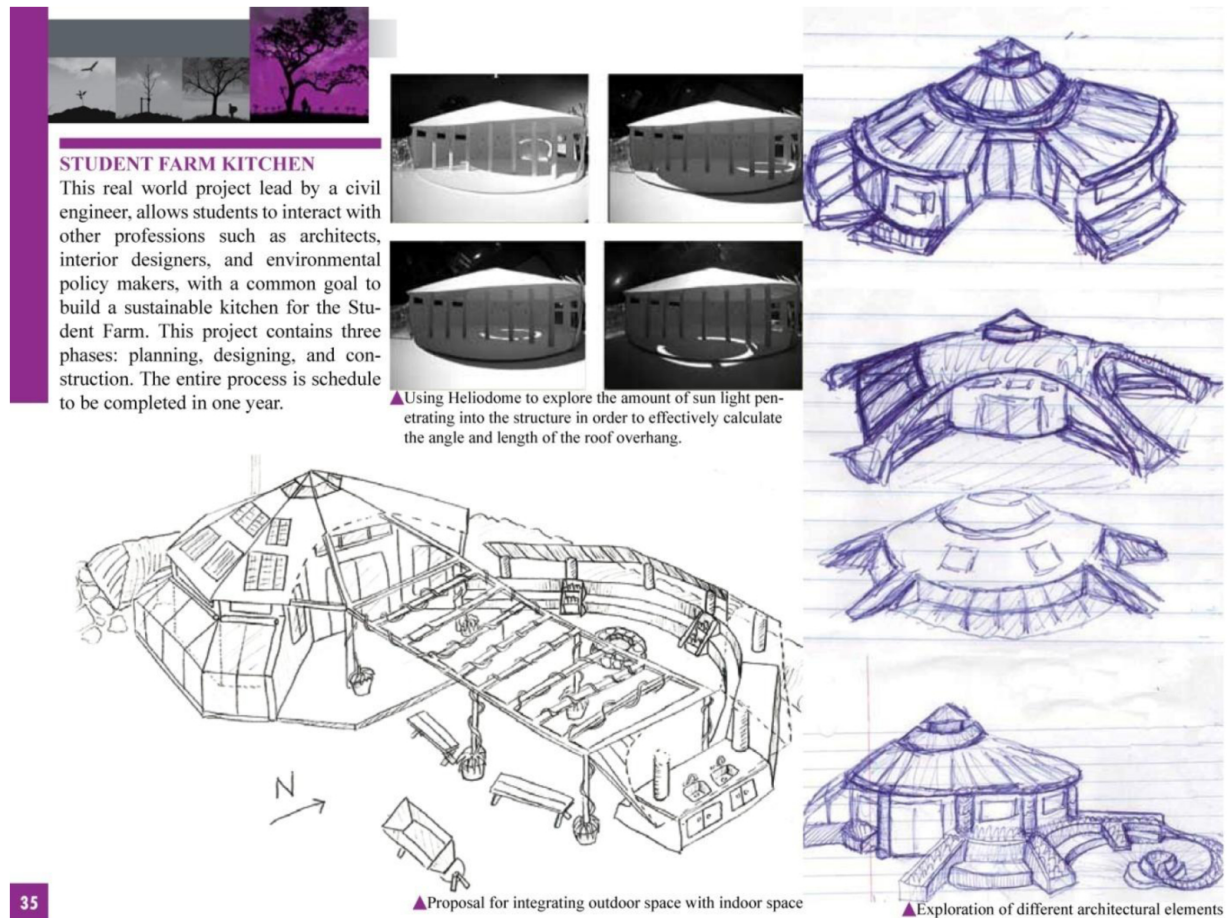 STUDENT FARM KITCHEN
This real world project lead by a civil
engineer, allows students to interact with
other professions such as architects,
interior designers, and environmental
policy makers, with a common goal to
build a sustainable kitchen for the Stu-
dent Farm. This project contains three
phases: planning, designing, and con-
struction. The entire process is schedule
to be completed in one year.
▲Using Heliodome to explore the amount of sun light pen-
etrating into the structure in order to effectively calculate
the angle and length of the roof overhang.
N
▲Proposal for integrating outdoor space with indoor space
▲Exploration of different architectural elements
35